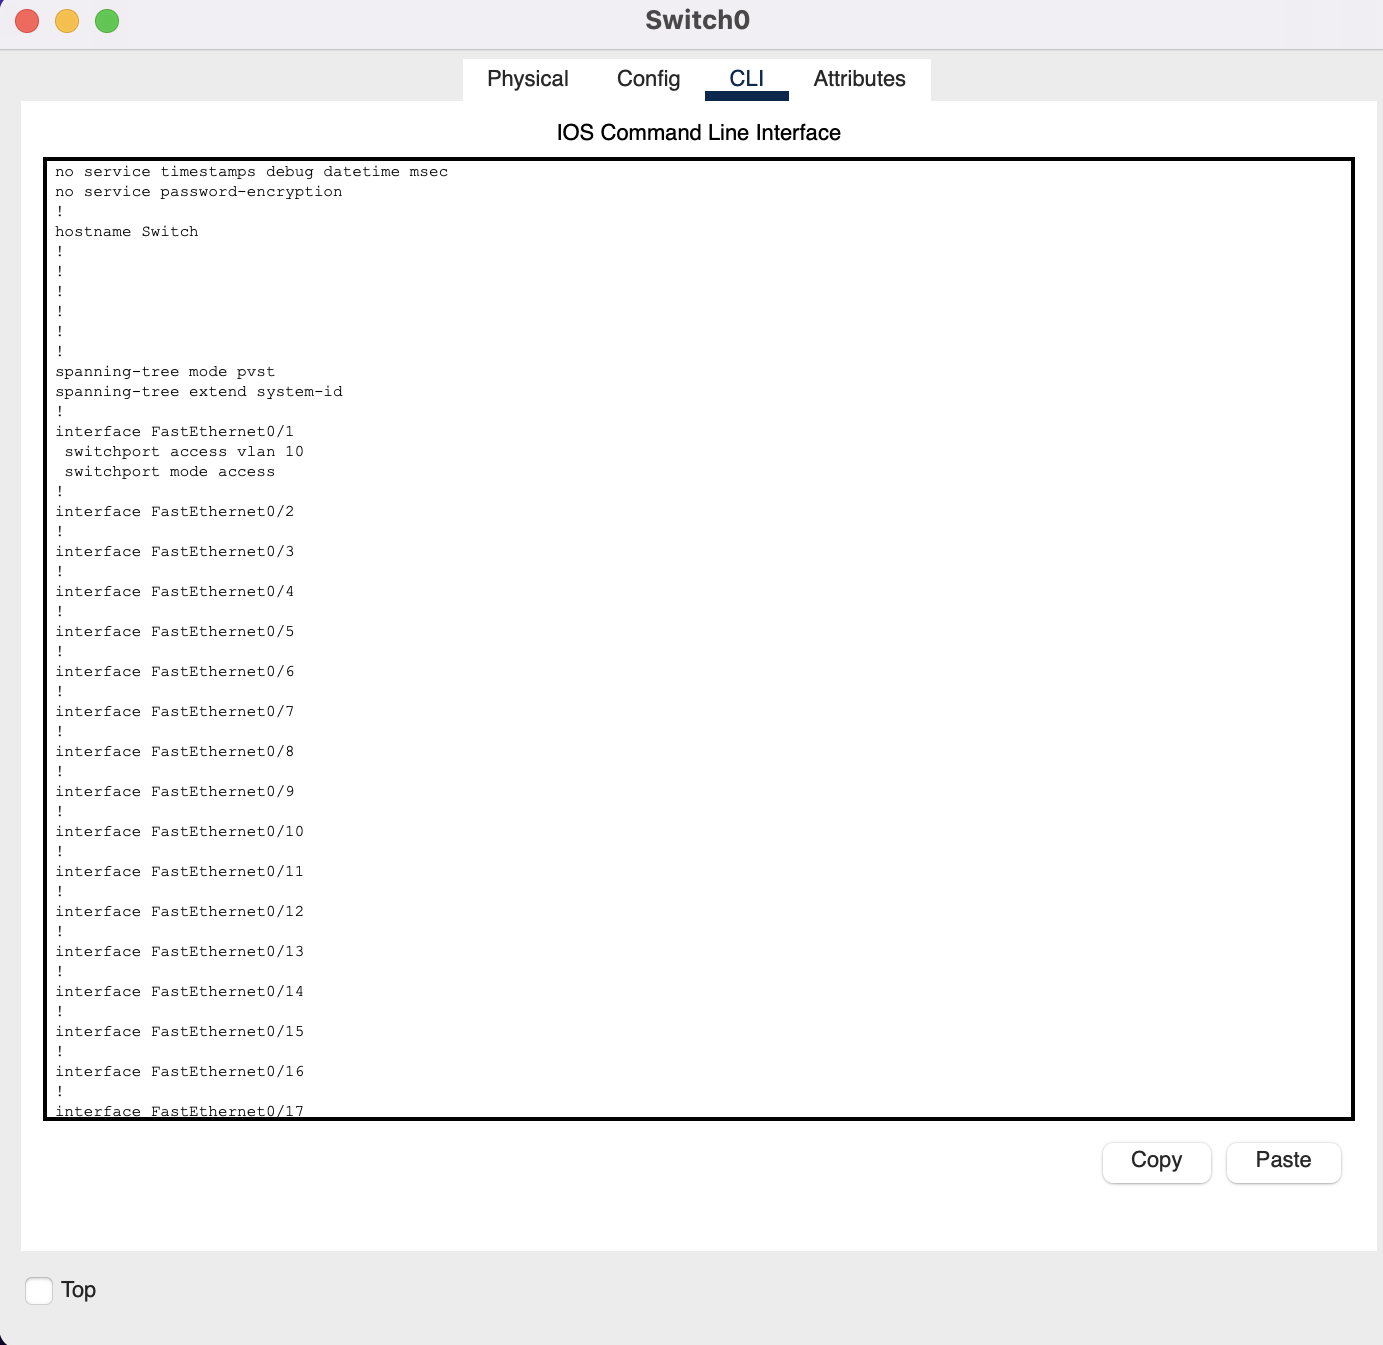 Switch0
Physical Config CLI Attributes
IOS Command Line Interface
no service timestamps debug datetime msec
no service password-encryption
!
hostname Switch
!
!
!
!
!
!
spanning-tree mode pvst
spanning-tree extend system-id
!
interface FastEthernet0/1
 switchport access vlan 10
 switchport mode access
!
interface FastEthernet0/2
!
interface FastEthernet0/3
!
interface FastEthernet0/4
!
interface FastEthernet0/5
!
interface FastEthernet0/6
!
interface FastEthernet0/7
!
interface FastEthernet0/8
!
interface FastEthernet0/9
!
interface FastEthernet0/10
!
interface FastEthernet0/11
!
interface FastEthernet0/12
!
interface FastEthernet0/13
!
interface FastEthernet0/14
!
interface FastEthernet0/15
!
interface FastEthernet0/16
!
interface FastEthernet0/17
Copy Paste
Top